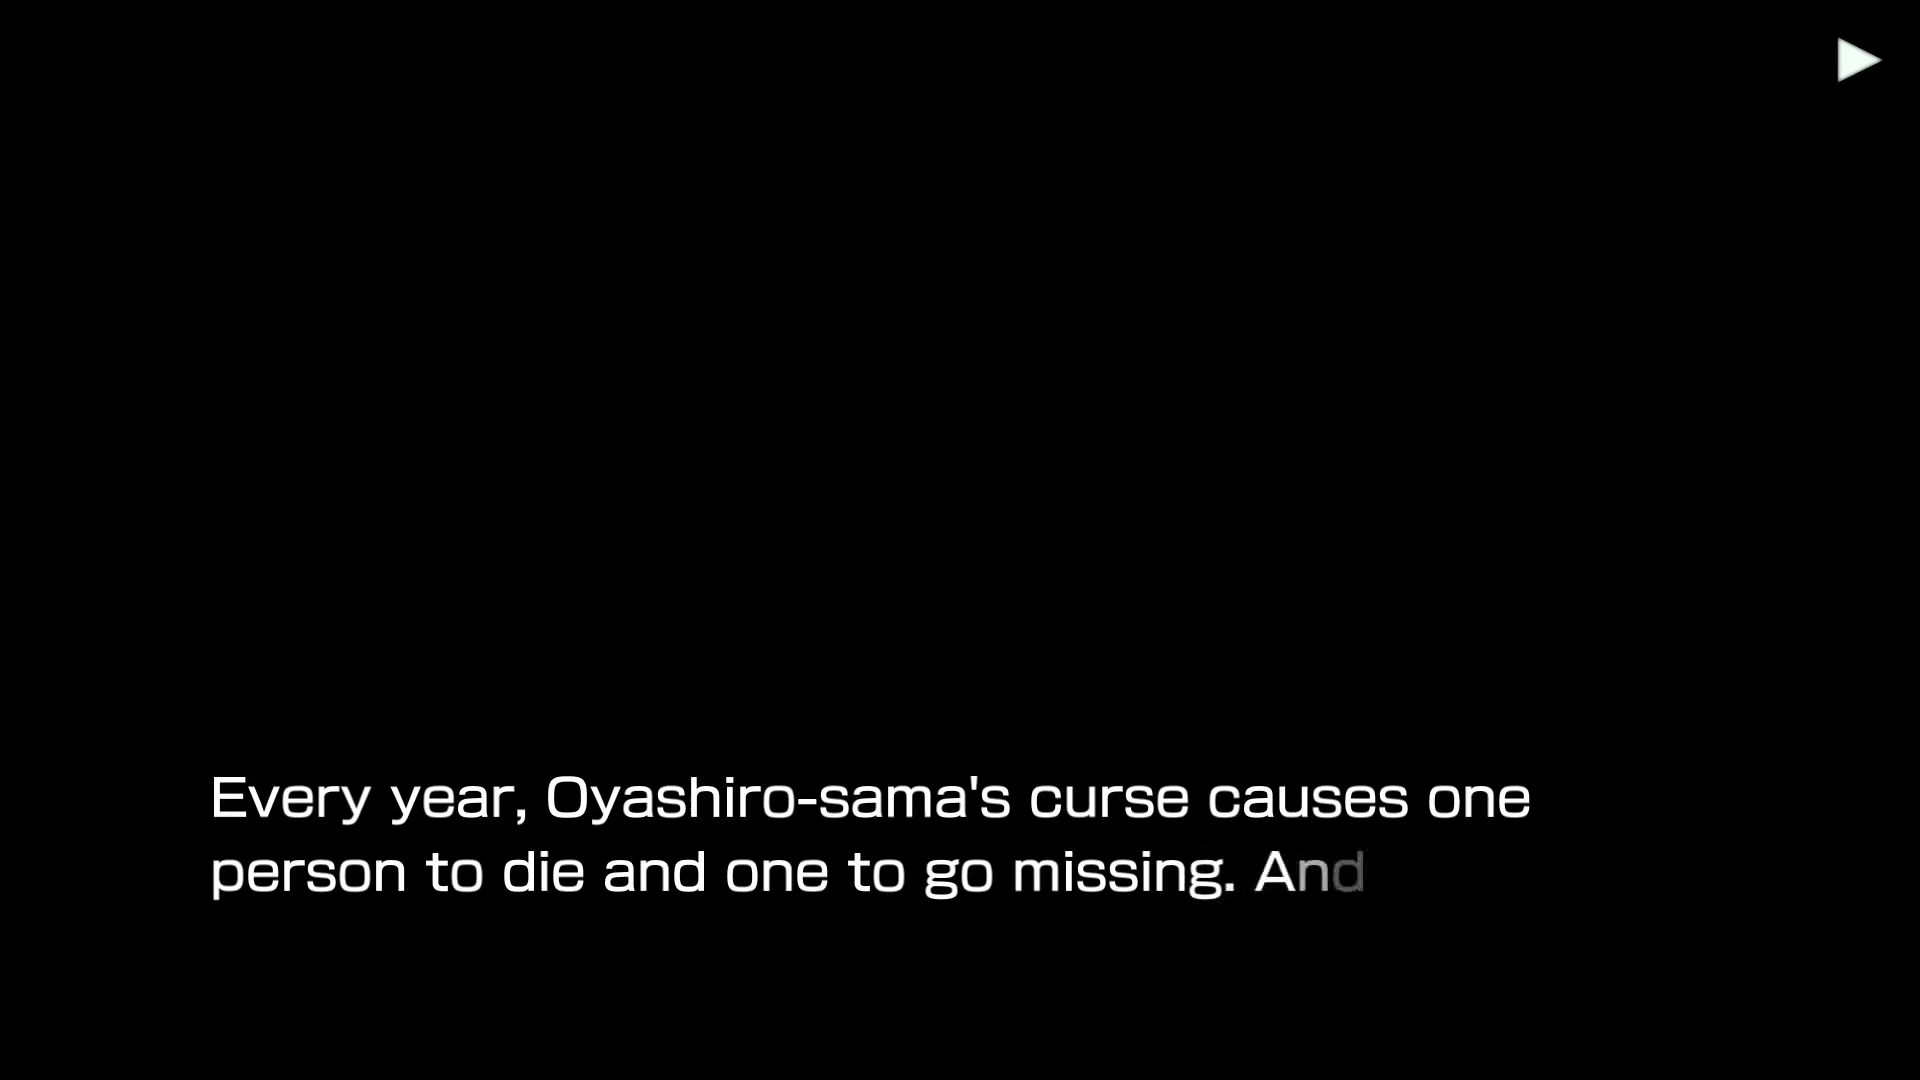 Every year, Oyashiro-sama's curse causes one
person to die and one to go missing. And